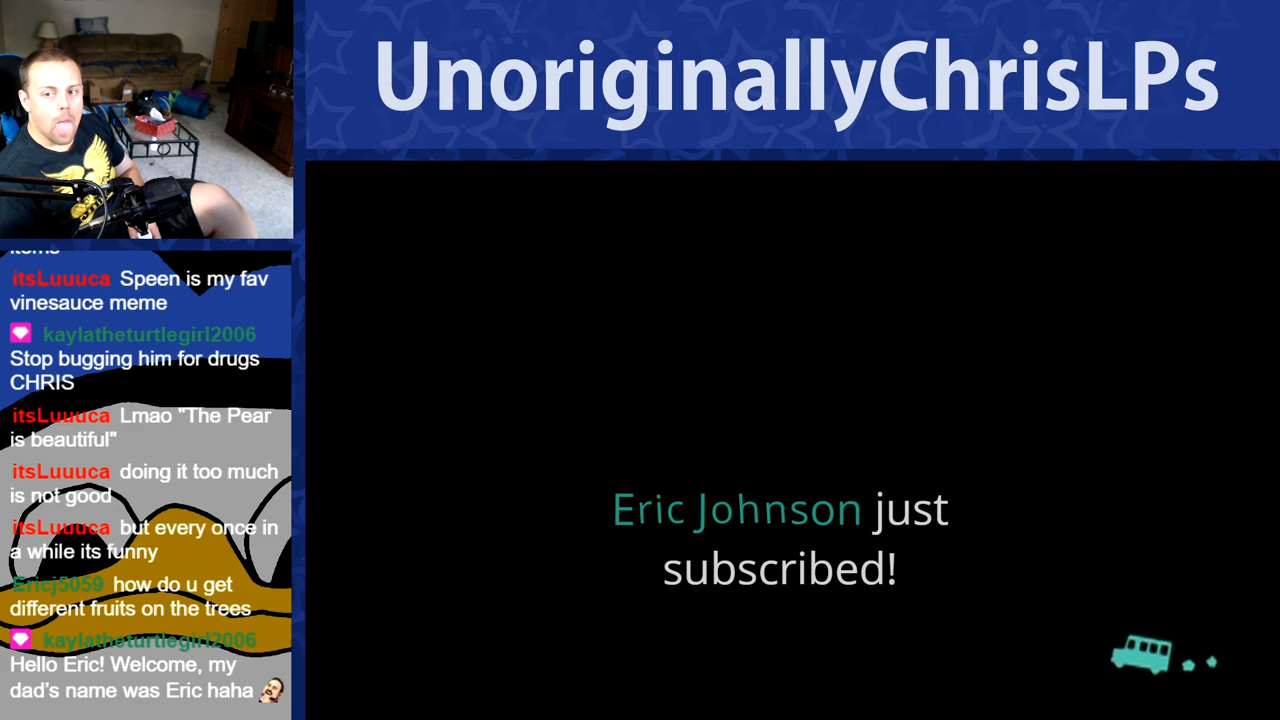 UnoriginallyChrisLPs
items
itsLuuuca Speen is my fav
vinesauce meme
kaylatheturtlegirl2006
Stop bugging him for drugs
CHRIS
itsLuuuca Lmao "The Pear
is beautiful"
itsLuuuca doing it too much
is not good
itsLuuuca but every once in
a while its funny
Ericj5059 how do u get
different fruits on the trees
kaylatheturtlegirl2006
Hello Eric! Welcome, my
dad's name was Eric haha
Eric Johnson just
subscribed!